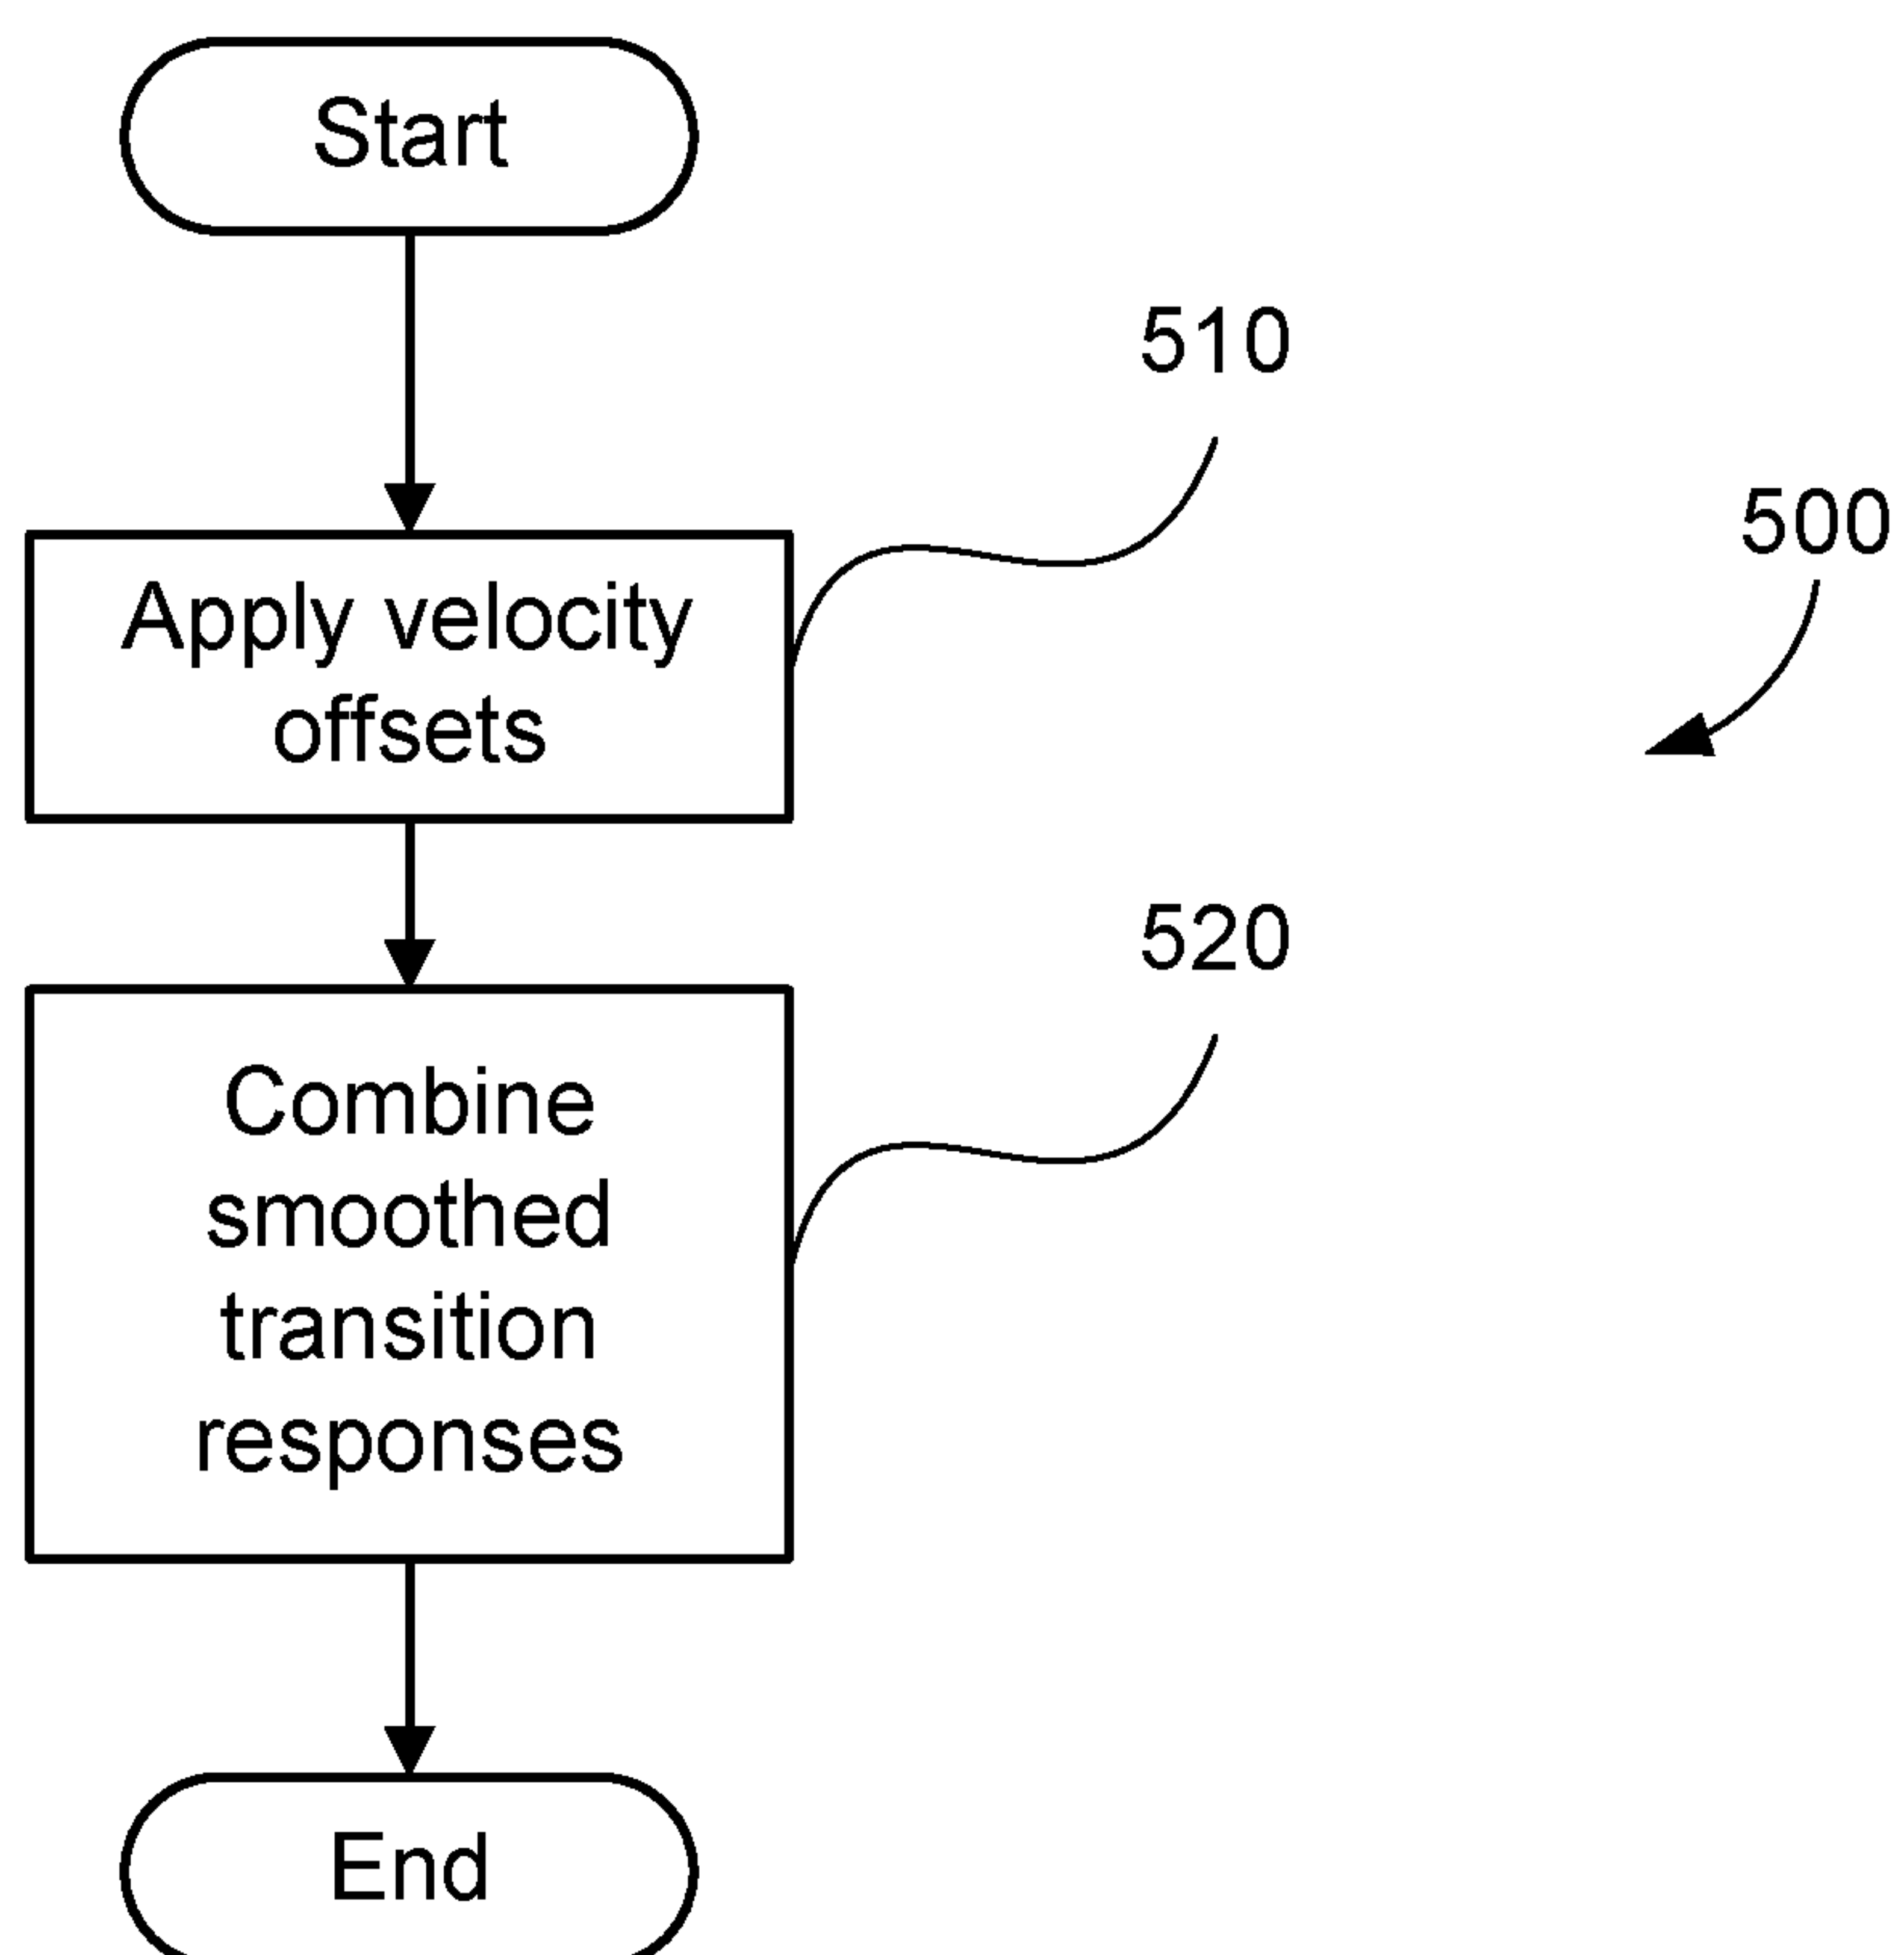 Start
510
500
Apply velocity
offsets
520
Combine
smoothed
transition
responses
End